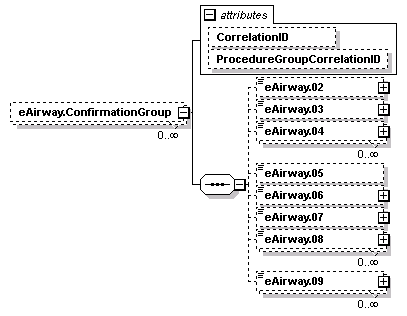 attributes
CorrelationID
ProcedureGroupCorrelationID
eAirway.ConfirmationGroup
0..∞
eAirway.02
eAirway.03
eAirway.04
0..∞
eAirway.05
eAirway.06
eAirway.07
eAirway.08
0..∞
eAirway.09
0..∞